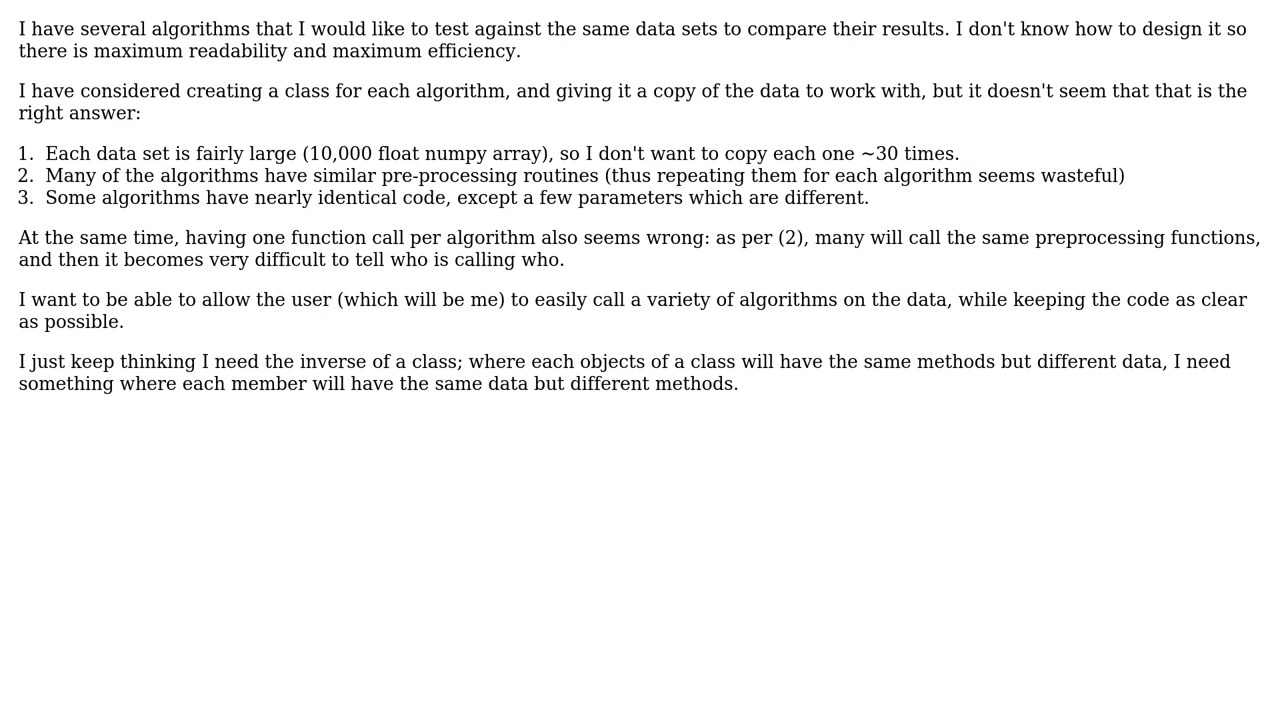 I have several algorithms that I would like to test against the same data sets to compare their results. I don't know how to design it so
there is maximum readability and maximum efficiency.
I have considered creating a class for each algorithm, and giving it a copy of the data to work with, but it doesn't seem that that is the
right answer:
1. Each data set is fairly large (10,000 float numpy array), so I don't want to copy each one ~30 times.
2. Many of the algorithms have similar pre-processing routines (thus repeating them for each algorithm seems wasteful)
3. Some algorithms have nearly identical code, except a few parameters which are different.
At the same time, having one function call per algorithm also seems wrong: as per (2), many will call the same preprocessing functions,
and then it becomes very difficult to tell who is calling who.
I want to be able to allow the user (which will be me) to easily call a variety of algorithms on the data, while keeping the code as clear
as possible.
I just keep thinking I need the inverse of a class; where each objects of a class will have the same methods but different data, I need
something where each member will have the same data but different methods.